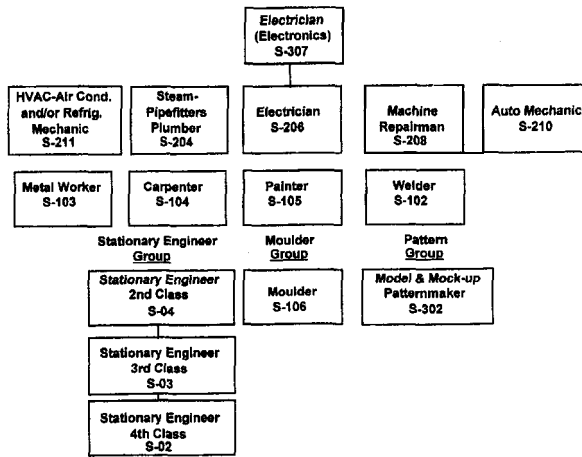 Electrician
(Electronics)
S-307
HVAC-Air Cond.
and/or Refrig.
Mechanic
S-211
Steam-
Pipefitters
Plumber
S-204
Electrician
S-206
Machine
Repairman
S-208
Auto Mechanic
S-210
Metal Worker
S-103
Carpenter
S-104
Painter
S-105
Welder
S-102
Stationary Engineer
Group
Moulder
Group
Pattern
Group
Stationary Engineer
2nd Class
S-04
Moulder
S-106
Model & Mock-up
Patternmaker
S-302
Stationary Engineer
3rd Class
S-03
Stationary Engineer
4th Class
S-02